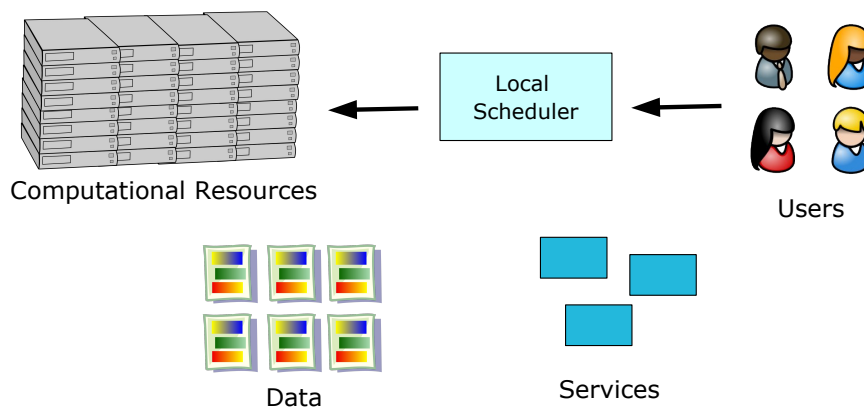 Local
Scheduler
Computational Resources
Users
Data
Services